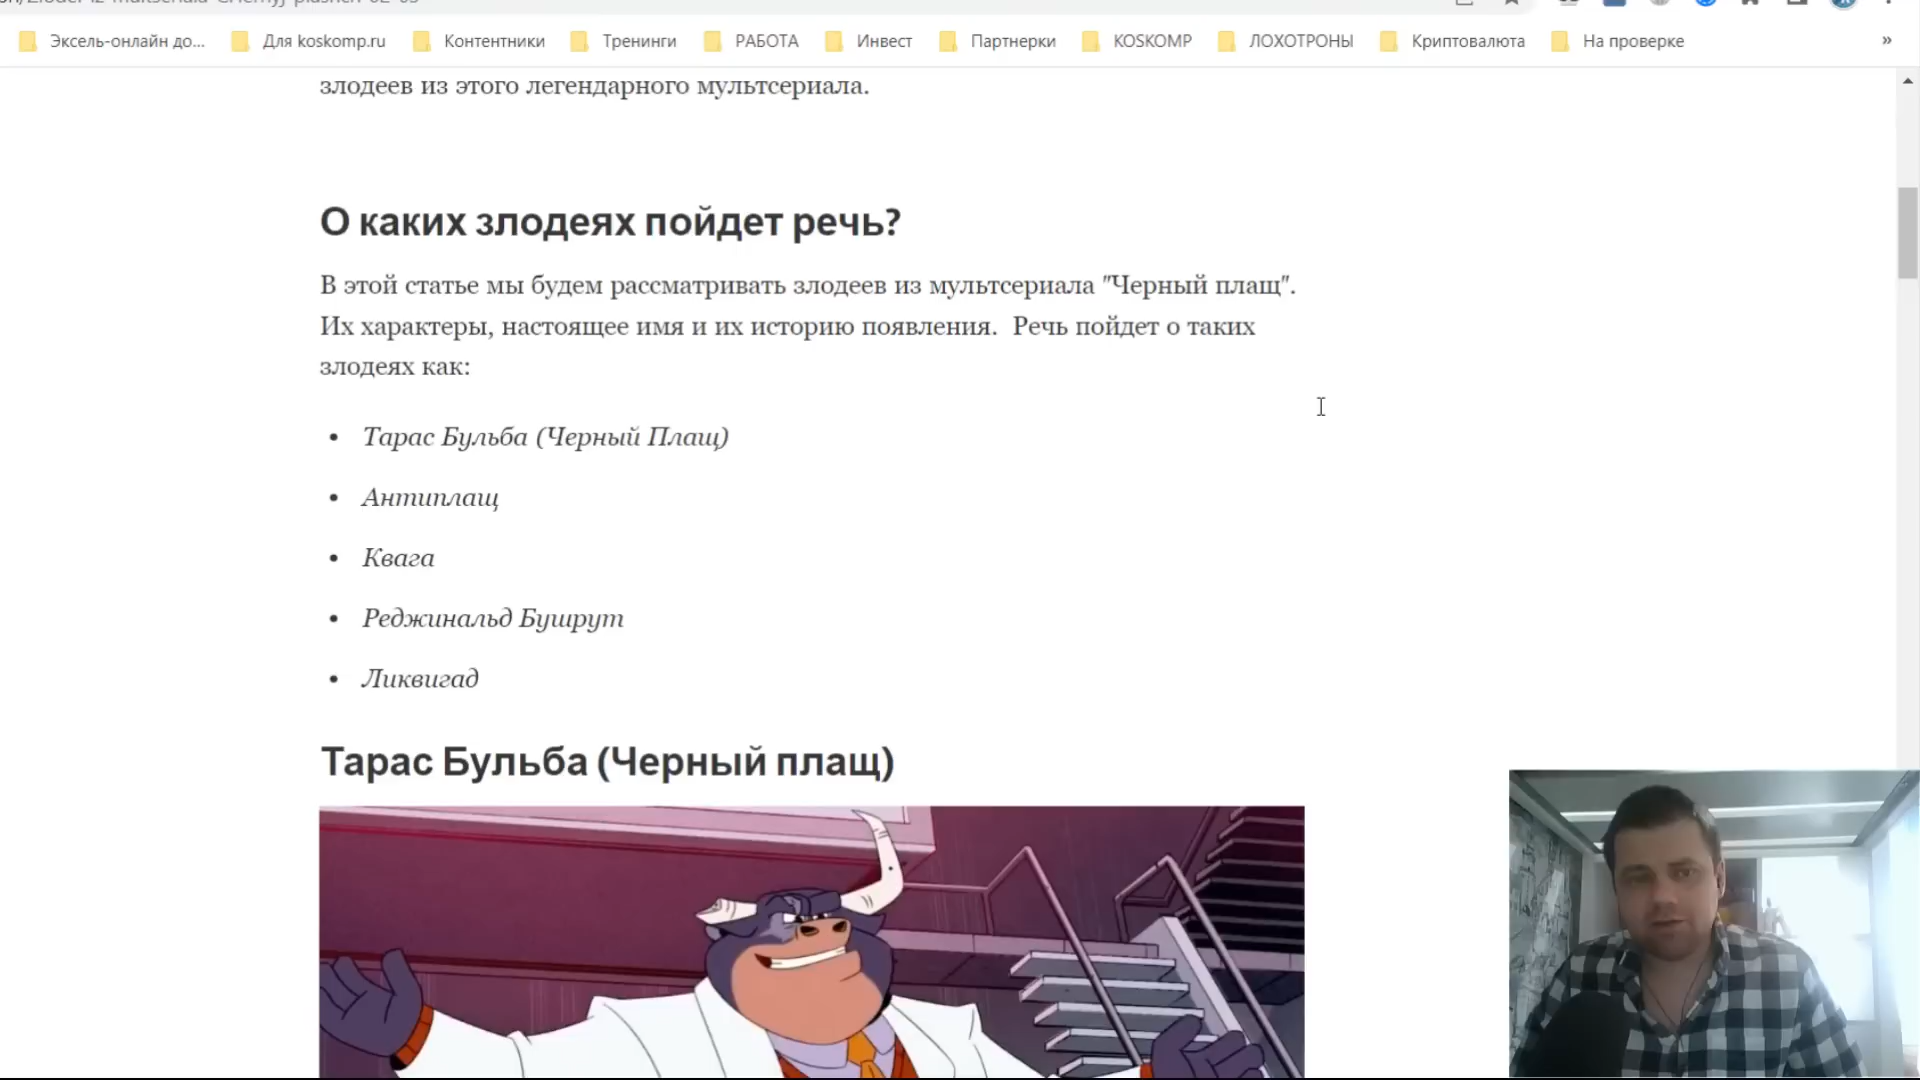 Эксель-онлайн до... Для koskomp.ru Контентники Тренинги РАБОТА Инвест Партнерки KOSKOMP ЛОХОТРОНЫ Криптовалюта На проверке »
злодеев из этого легендарного мультсериала.
О каких злодеях пойдет речь?
В этой статье мы будем рассматривать злодеев из мультсериала "Черный плащ".
Их характеры, настоящее имя и их историю появления. Речь пойдет о таких
злодеях как:
• Тарас Бульба (Черный Плащ)
• Антиплащ
• Квага
• Реджинальд Бушрут
• Ликвигад
Тарас Бульба (Черный плащ)